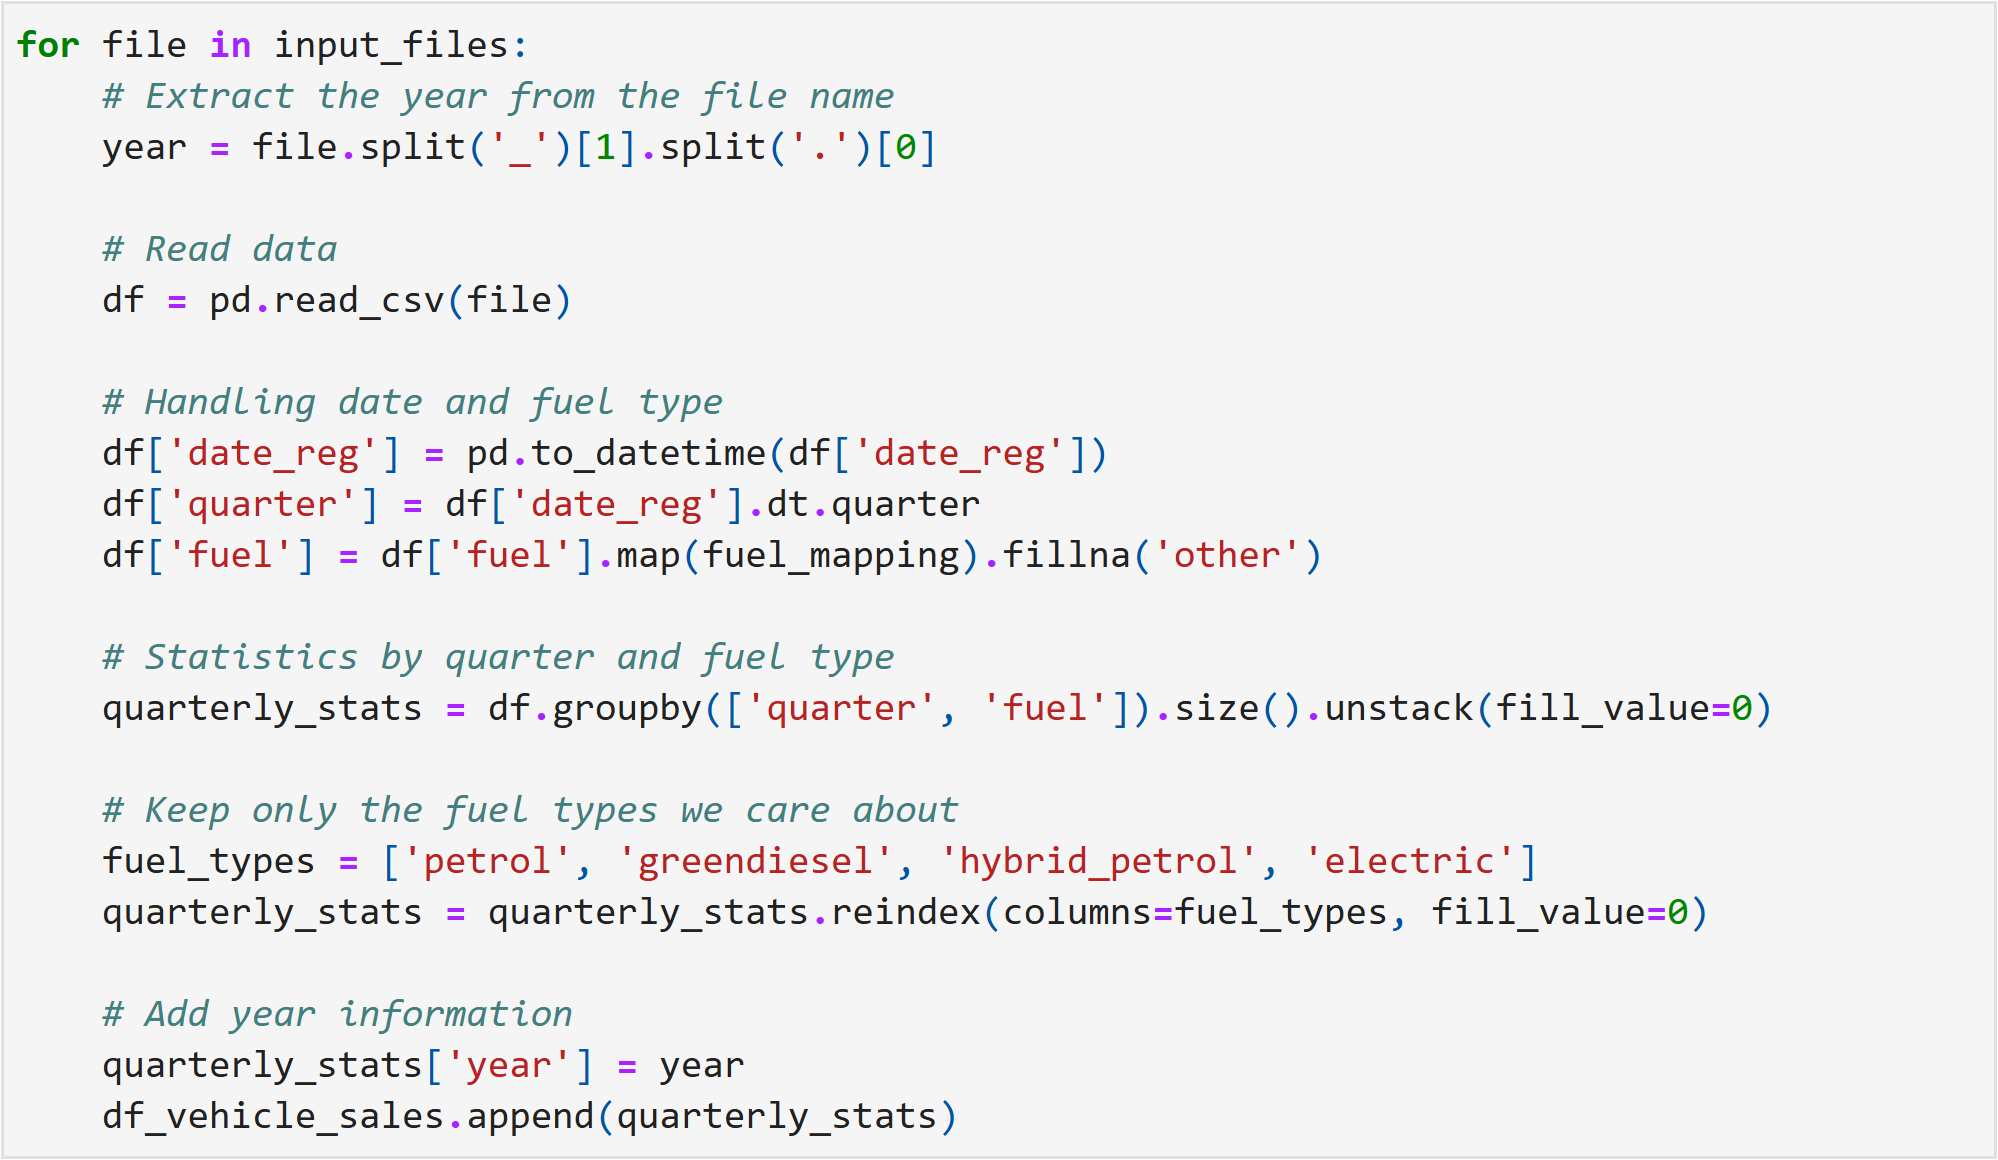 for file in input_files:
    # Extract the year from the file name
    year = file.split('_')[1].split('.')[0]

    # Read data
    df = pd.read_csv(file)

    # Handling date and fuel type
    df['date_reg'] = pd.to_datetime(df['date_reg'])
    df['quarter'] = df['date_reg'].dt.quarter
    df['fuel'] = df['fuel'].map(fuel_mapping).fillna('other')

    # Statistics by quarter and fuel type
    quarterly_stats = df.groupby(['quarter', 'fuel']).size().unstack(fill_value=0)

    # Keep only the fuel types we care about
    fuel_types = ['petrol', 'greendiesel', 'hybrid_petrol', 'electric']
    quarterly_stats = quarterly_stats.reindex(columns=fuel_types, fill_value=0)

    # Add year information
    quarterly_stats['year'] = year
    df_vehicle_sales.append(quarterly_stats)